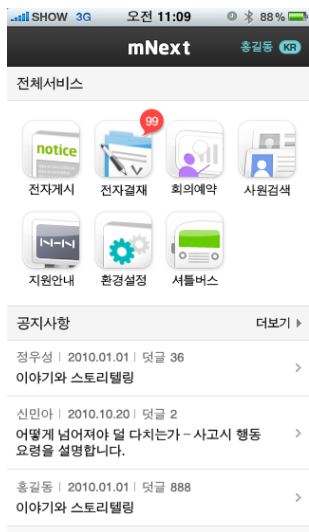 SHOW 3G 오전 11:09 88%
mNext 홍길동 KR
전체서비스
99
notice
전자게시 전자결재 회의예약 사원검색
N-N
지원안내 환경설정 셔틀버스
공지사항 더보기
정우성 | 2010.01.01 | 덧글 36
이야기와 스토리텔링
신민아 | 2010.10.20 | 덧글 2
어떻게 넘어져야 덜 다치는가 – 사고시 행동
요령을 설명합니다.
홍길동 | 2010.01.01 | 덧글 888
이야기와 스토리텔링